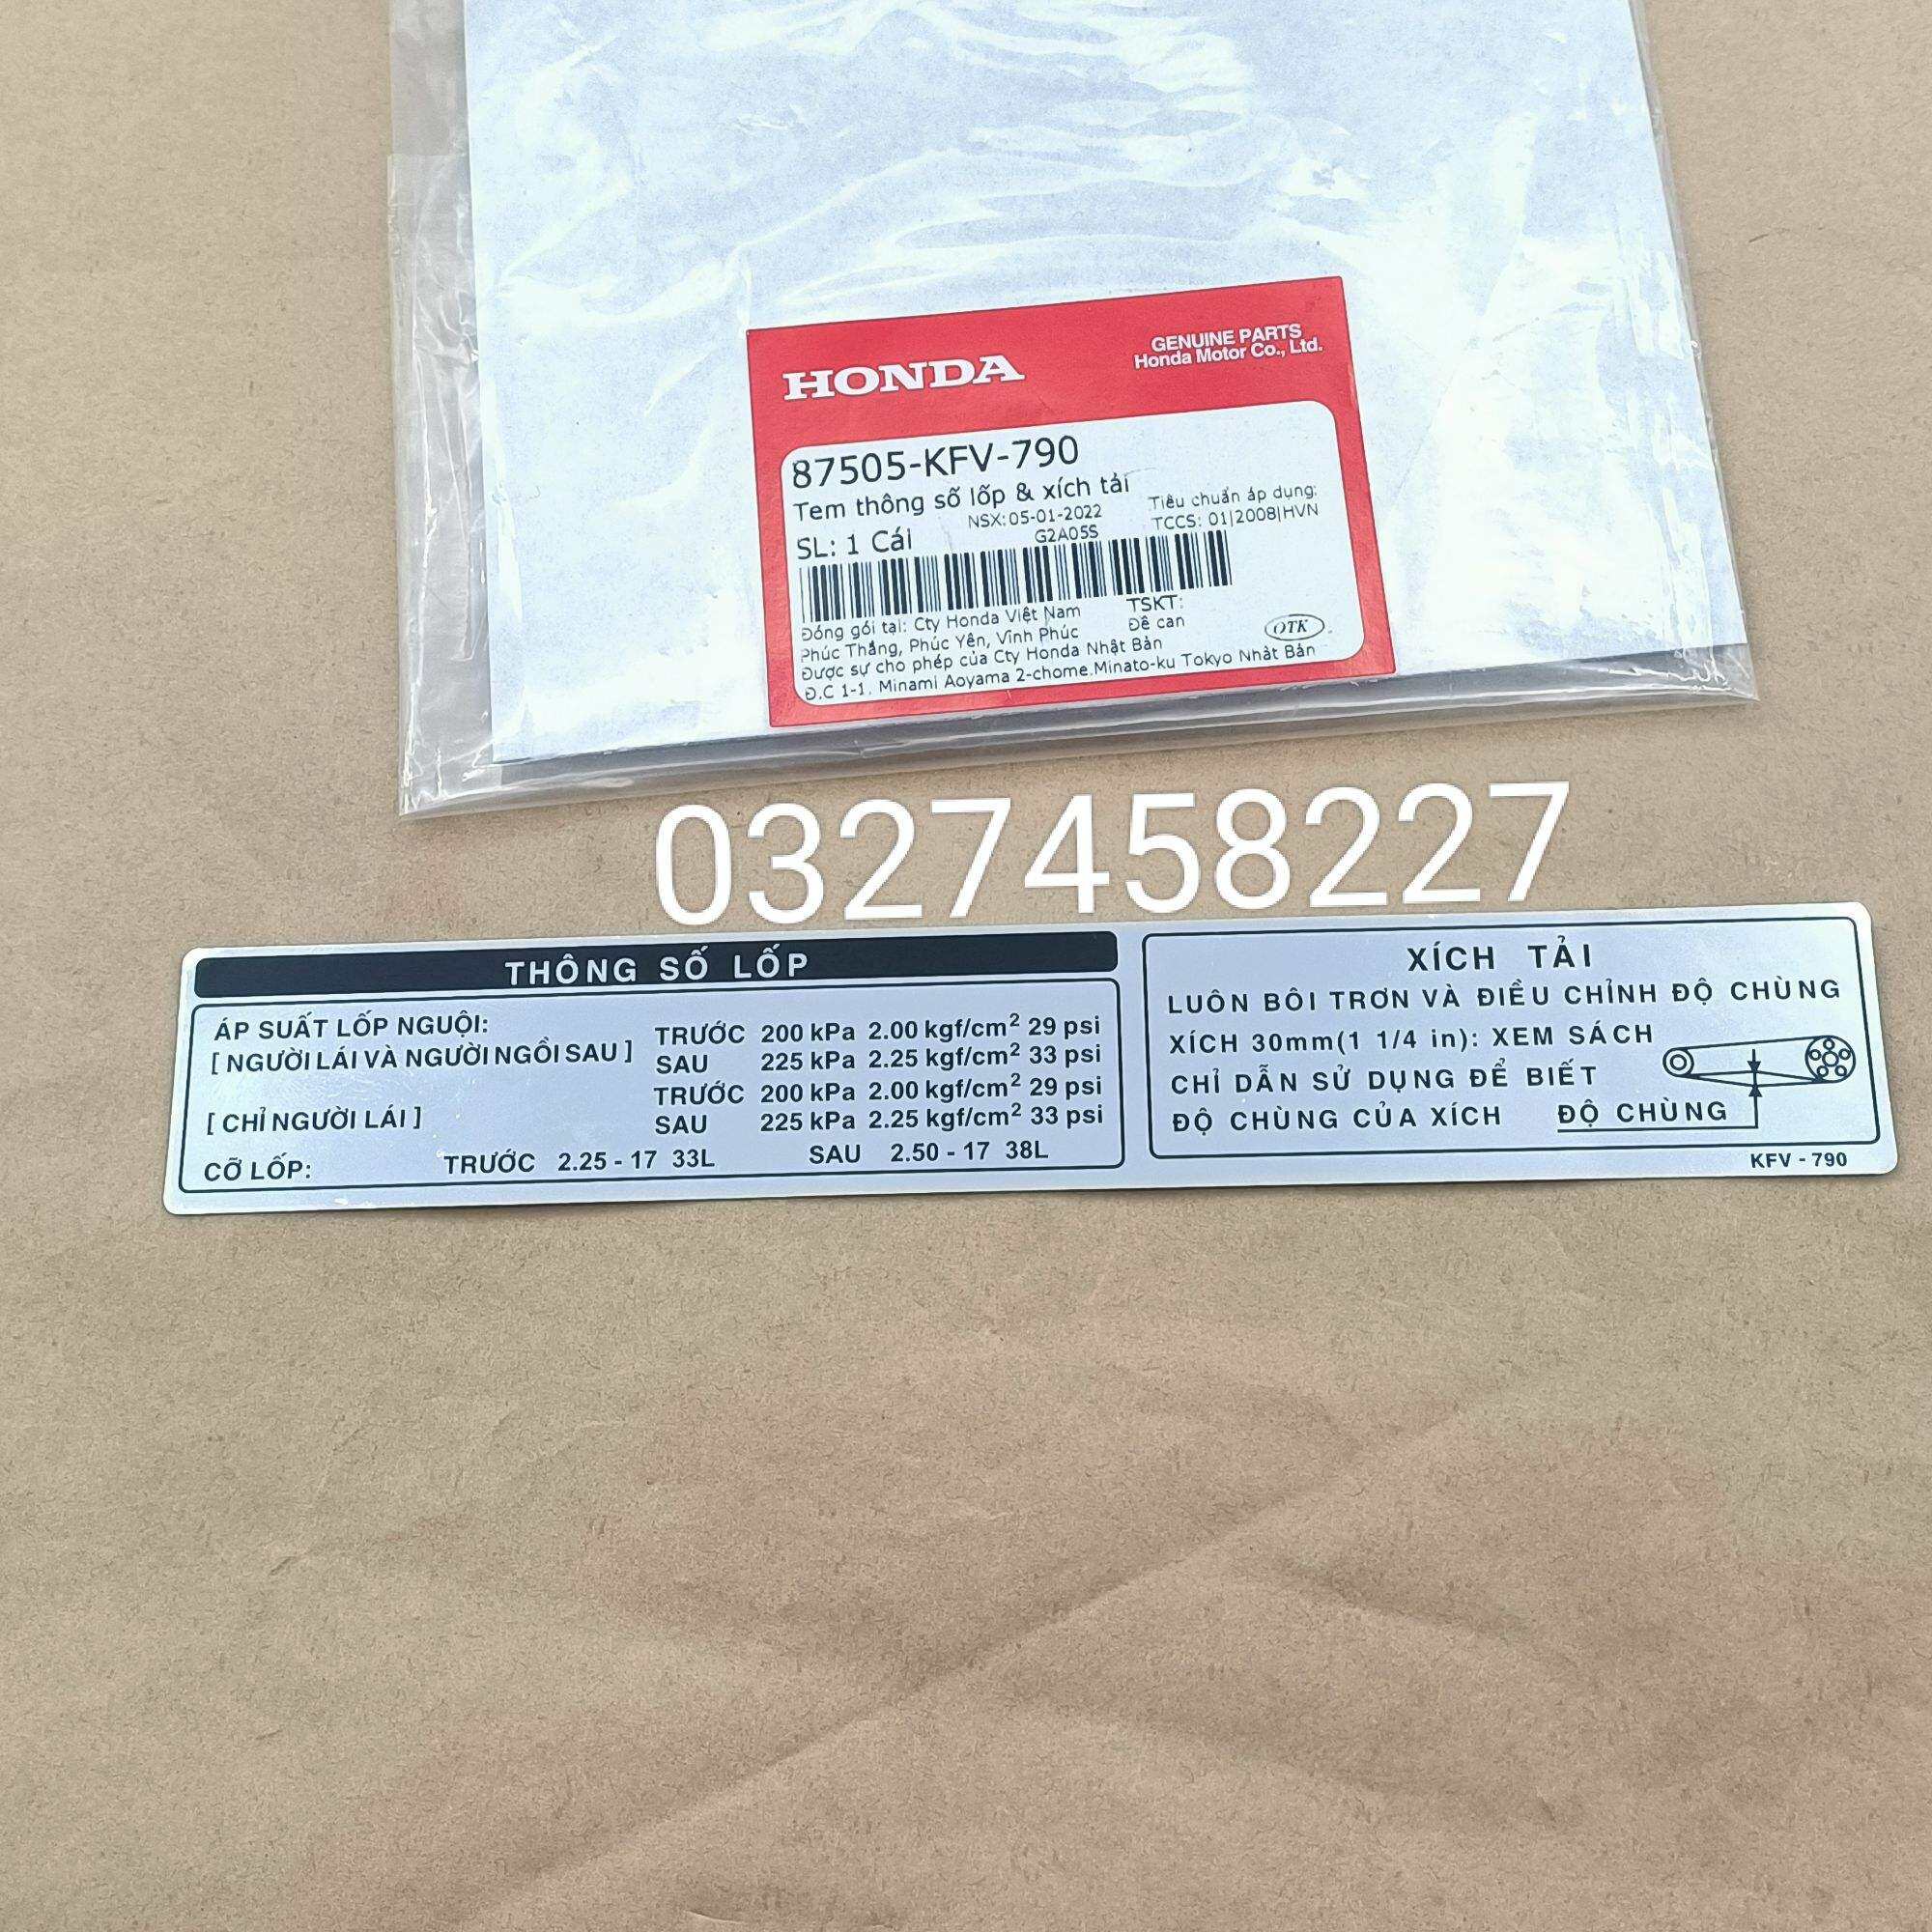 HONDA
GENUINE PARTS
Honda Motor Co., Ltd.
87505-KFV-790
Tem thông số lốp & xích tải
SL: 1 Cái
NSX: 05-01-2022
G2A05S
Tiêu chuẩn áp dụng:
TCCS: 01|2008|HVN
Đóng gói tại: Cty Honda Việt Nam
TSKT:
Phúc Thắng, Phúc Yên, Vĩnh Phúc
Đề can
Được sự cho phép của Cty Honda Nhật Bản
Đ.C 1-1, Minami Aoyama 2-chome.Minato-ku Tokyo Nhật Bản
OTK
0327458227
THÔNG SỐ LỐP
ÁP SUẤT LỐP NGUỘI:
[ NGƯỜI LÁI VÀ NGƯỜI NGỒI SAU ]
TRƯỚC 200 kPa 2.00 kgf/cm² 29 psi
SAU 225 kPa 2.25 kgf/cm² 33 psi
TRƯỚC 200 kPa 2.00 kgf/cm² 29 psi
[ CHỈ NGƯỜI LÁI ]
SAU 225 kPa 2.25 kgf/cm² 33 psi
CỠ LỐP: TRƯỚC 2.25 - 17 33L SAU 2.50 - 17 38L
XÍCH TẢI
LUÔN BÔI TRƠN VÀ ĐIỀU CHỈNH ĐỘ CHÙNG
XÍCH 30mm(1 1/4 in): XEM SÁCH
CHỈ DẪN SỬ DỤNG ĐỂ BIẾT
ĐỘ CHÙNG CỦA XÍCH
ĐỘ CHÙNG
KFV - 790